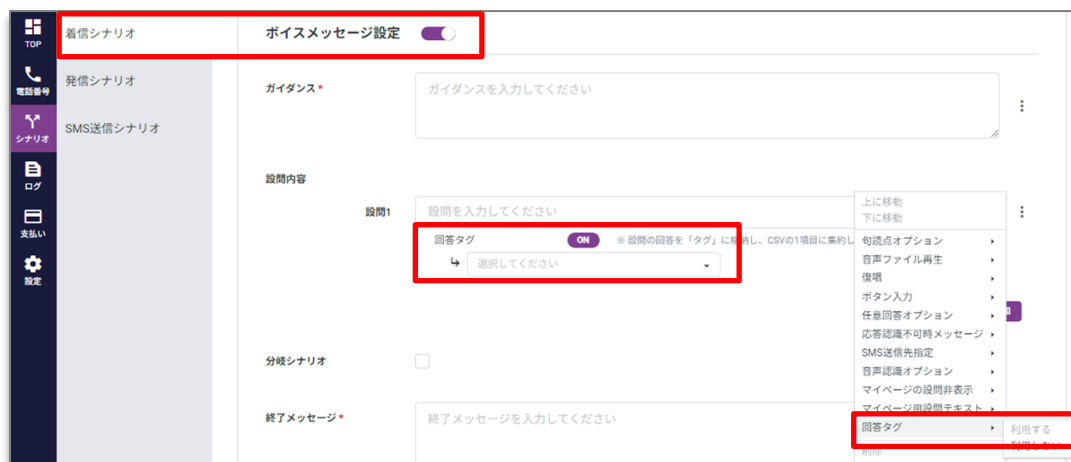 TOP
電話番号
シナリオ
ログ
支払い
設定
着信シナリオ
発信シナリオ
SMS送信シナリオ
ボイスメッセージ設定
ガイダンス*
ガイダンスを入力してください
設問内容
設問1
設問を入力してください
回答タグ
ON
※ 設問の回答を「タグ」に格納し、CSVの1項目に集約し
選択してください
分岐シナリオ
終了メッセージ*
終了メッセージを入力してください
上に移動
下に移動
句読点オプション
音声ファイル再生
復唱
ボタン入力
任意回答オプション
応答認識不可時メッセージ
SMS送信先指定
音声認識オプション
マイページの設問非表示
マイページ用設問テキスト
回答タグ
利用する
利用しない
削除